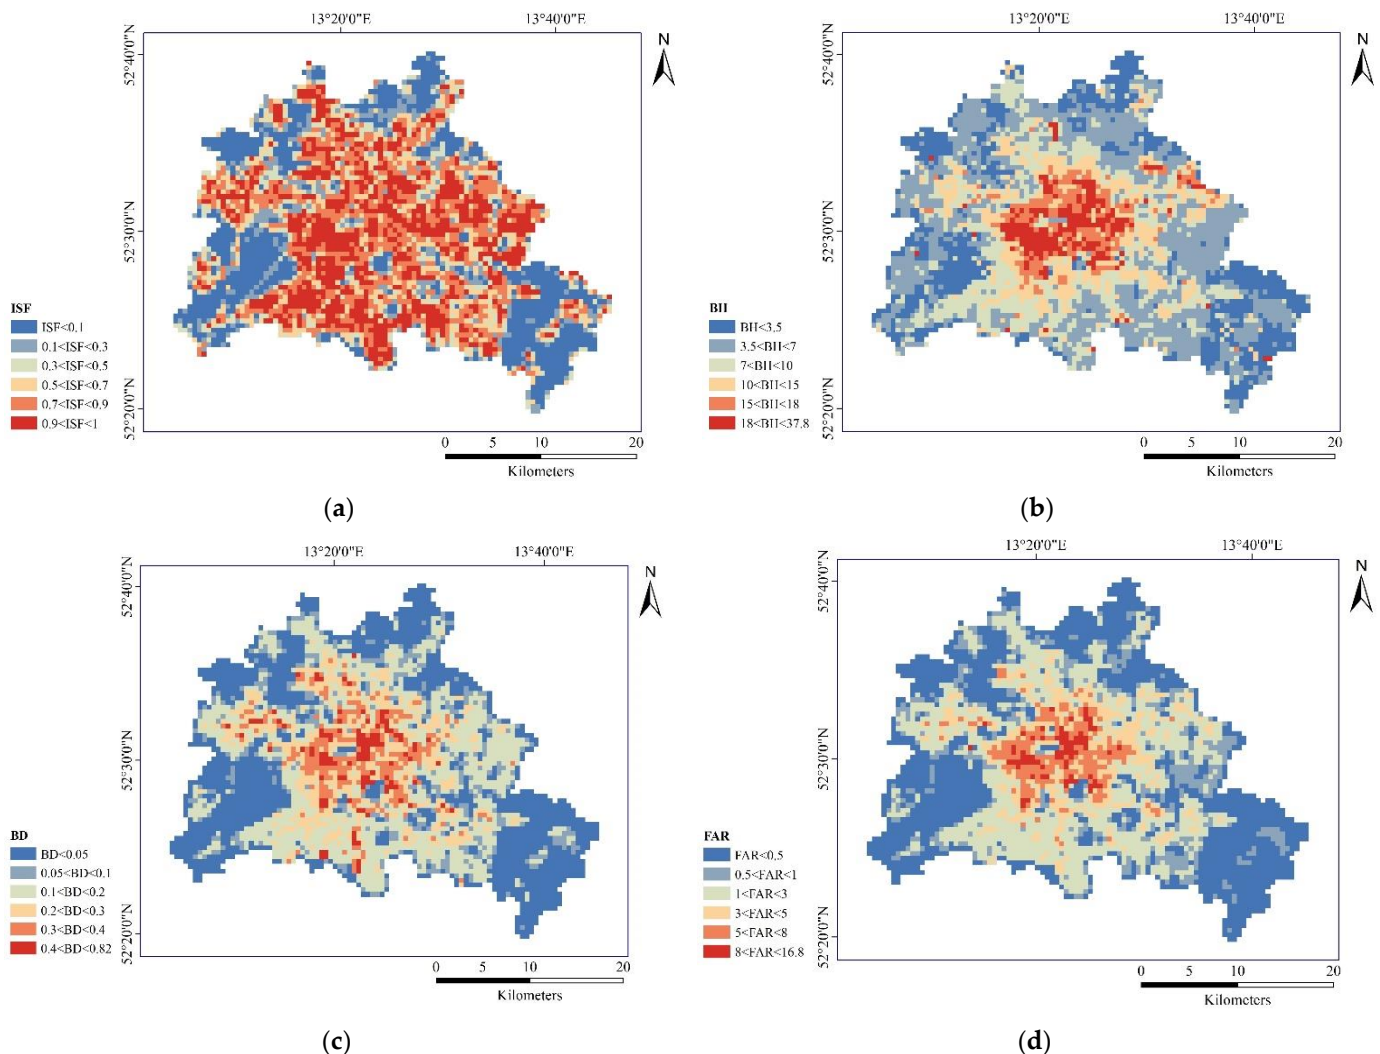 13°20'0"E 13°40'0"E
N
52°40'0"N
52°30'0"N
52°20'0"N
ISF
ISF<0.1
0.1<ISF<0.3
0.3<ISF<0.5
0.5<ISF<0.7
0.7<ISF<0.9
0.9<ISF<1
0 5 10 20
Kilometers
(a)
13°20'0"E 13°40'0"E
N
52°40'0"N
52°30'0"N
52°20'0"N
BH
BH<3.5
3.5<BH<7
7<BH<10
10<BH<15
15<BH<18
18<BH<37.8
0 5 10 20
Kilometers
(b)
13°20'0"E 13°40'0"E
N
52°40'0"N
52°30'0"N
52°20'0"N
BD
BD<0.05
0.05<BD<0.1
0.1<BD<0.2
0.2<BD<0.3
0.3<BD<0.4
0.4<BD<0.82
0 5 10 20
Kilometers
(c)
13°20'0"E 13°40'0"E
N
52°40'0"N
52°30'0"N
52°20'0"N
FAR
FAR<0.5
0.5<FAR<1
1<FAR<3
3<FAR<5
5<FAR<8
8<FAR<16.8
0 5 10 20
Kilometers
(d)